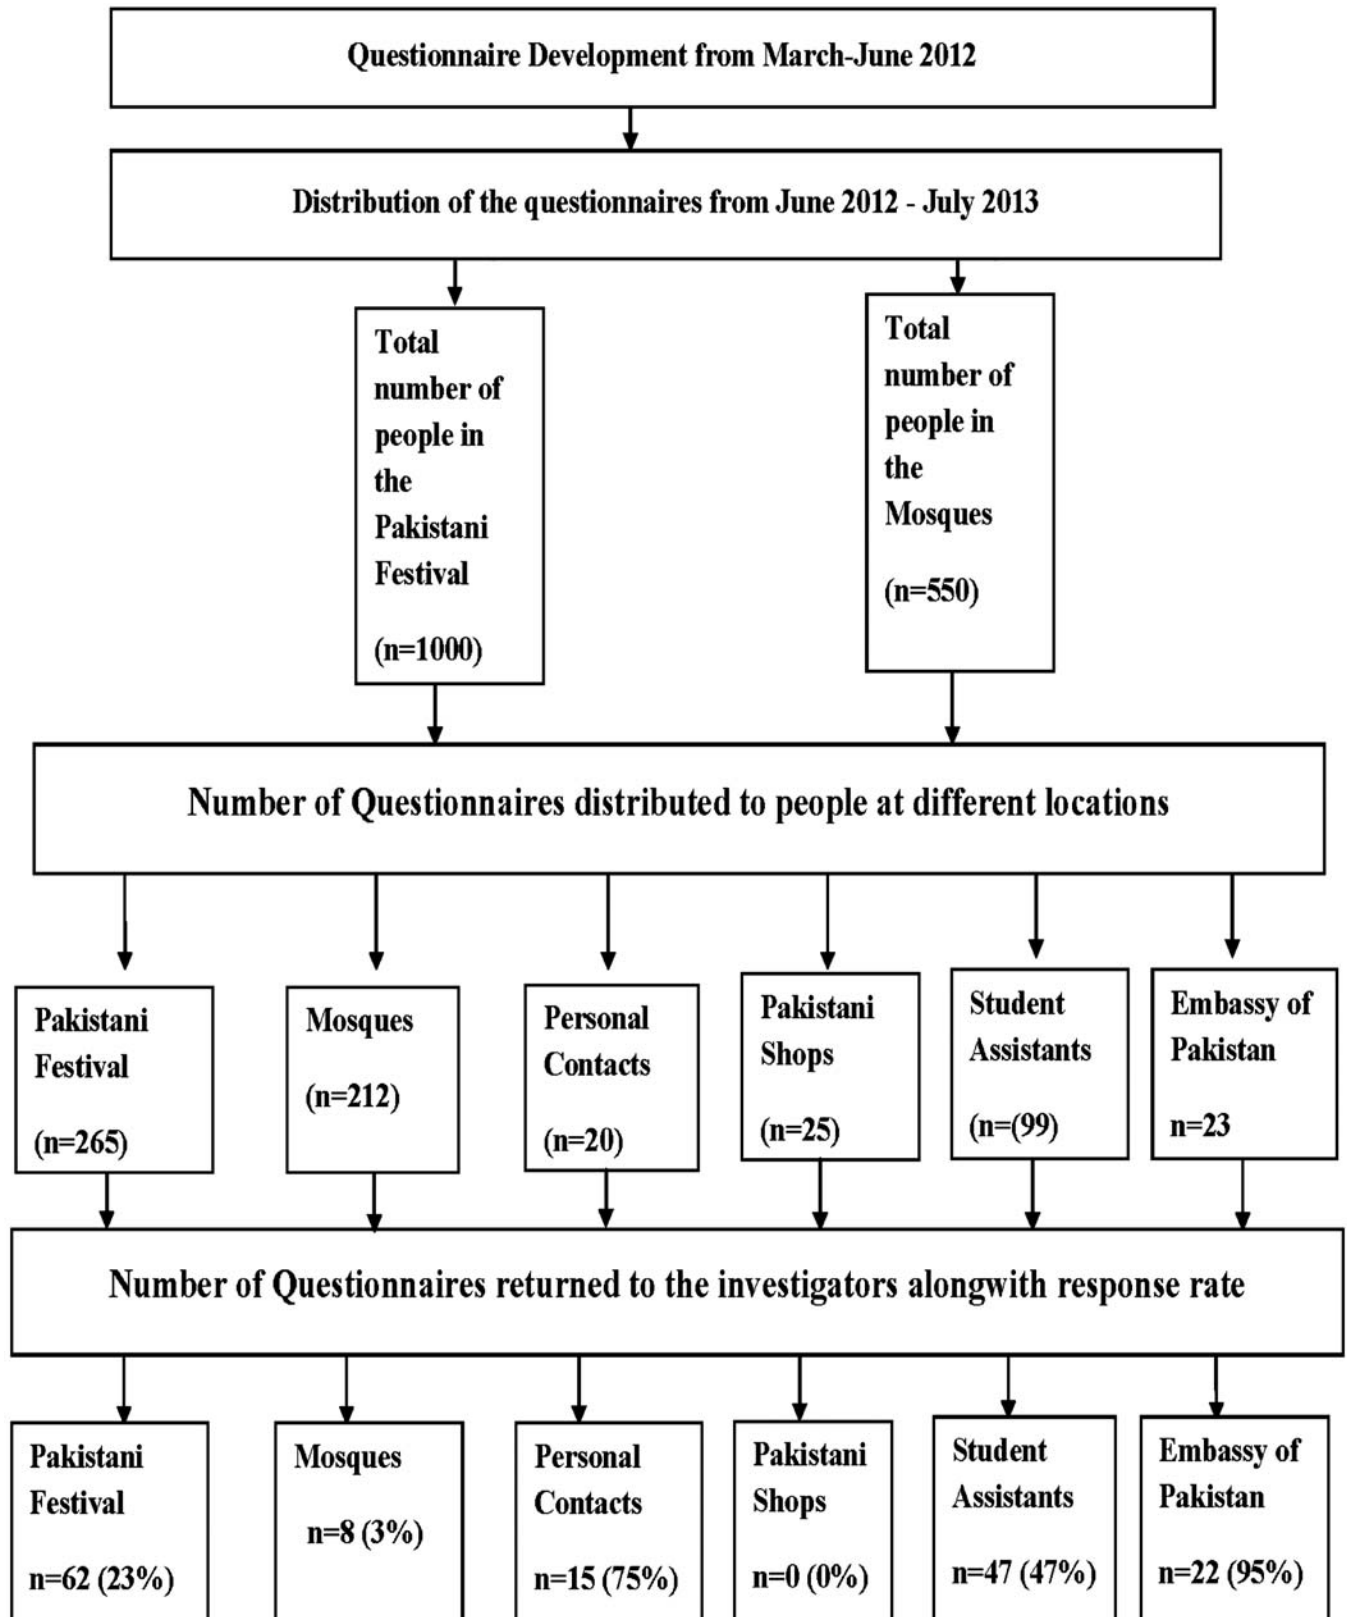 Questionnaire Development from March-June 2012
Distribution of the questionnaires from June 2012 - July 2013
Total
number of
people in
the
Pakistani
Festival
(n=1000)
Total
number of
people in
the
Mosques
(n=550)
Number of Questionnaires distributed to people at different locations
Pakistani
Festival
(n=265)
Mosques
(n=212)
Personal
Contacts
(n=20)
Pakistani
Shops
(n=25)
Student
Assistants
(n=(99)
Embassy of
Pakistan
n=23
Number of Questionnaires returned to the investigators alongwith response rate
Pakistani
Festival
n=62 (23%)
Mosques
n=8 (3%)
Personal
Contacts
n=15 (75%)
Pakistani
Shops
n=0 (0%)
Student
Assistants
n=47 (47%)
Embassy of
Pakistan
n=22 (95%)